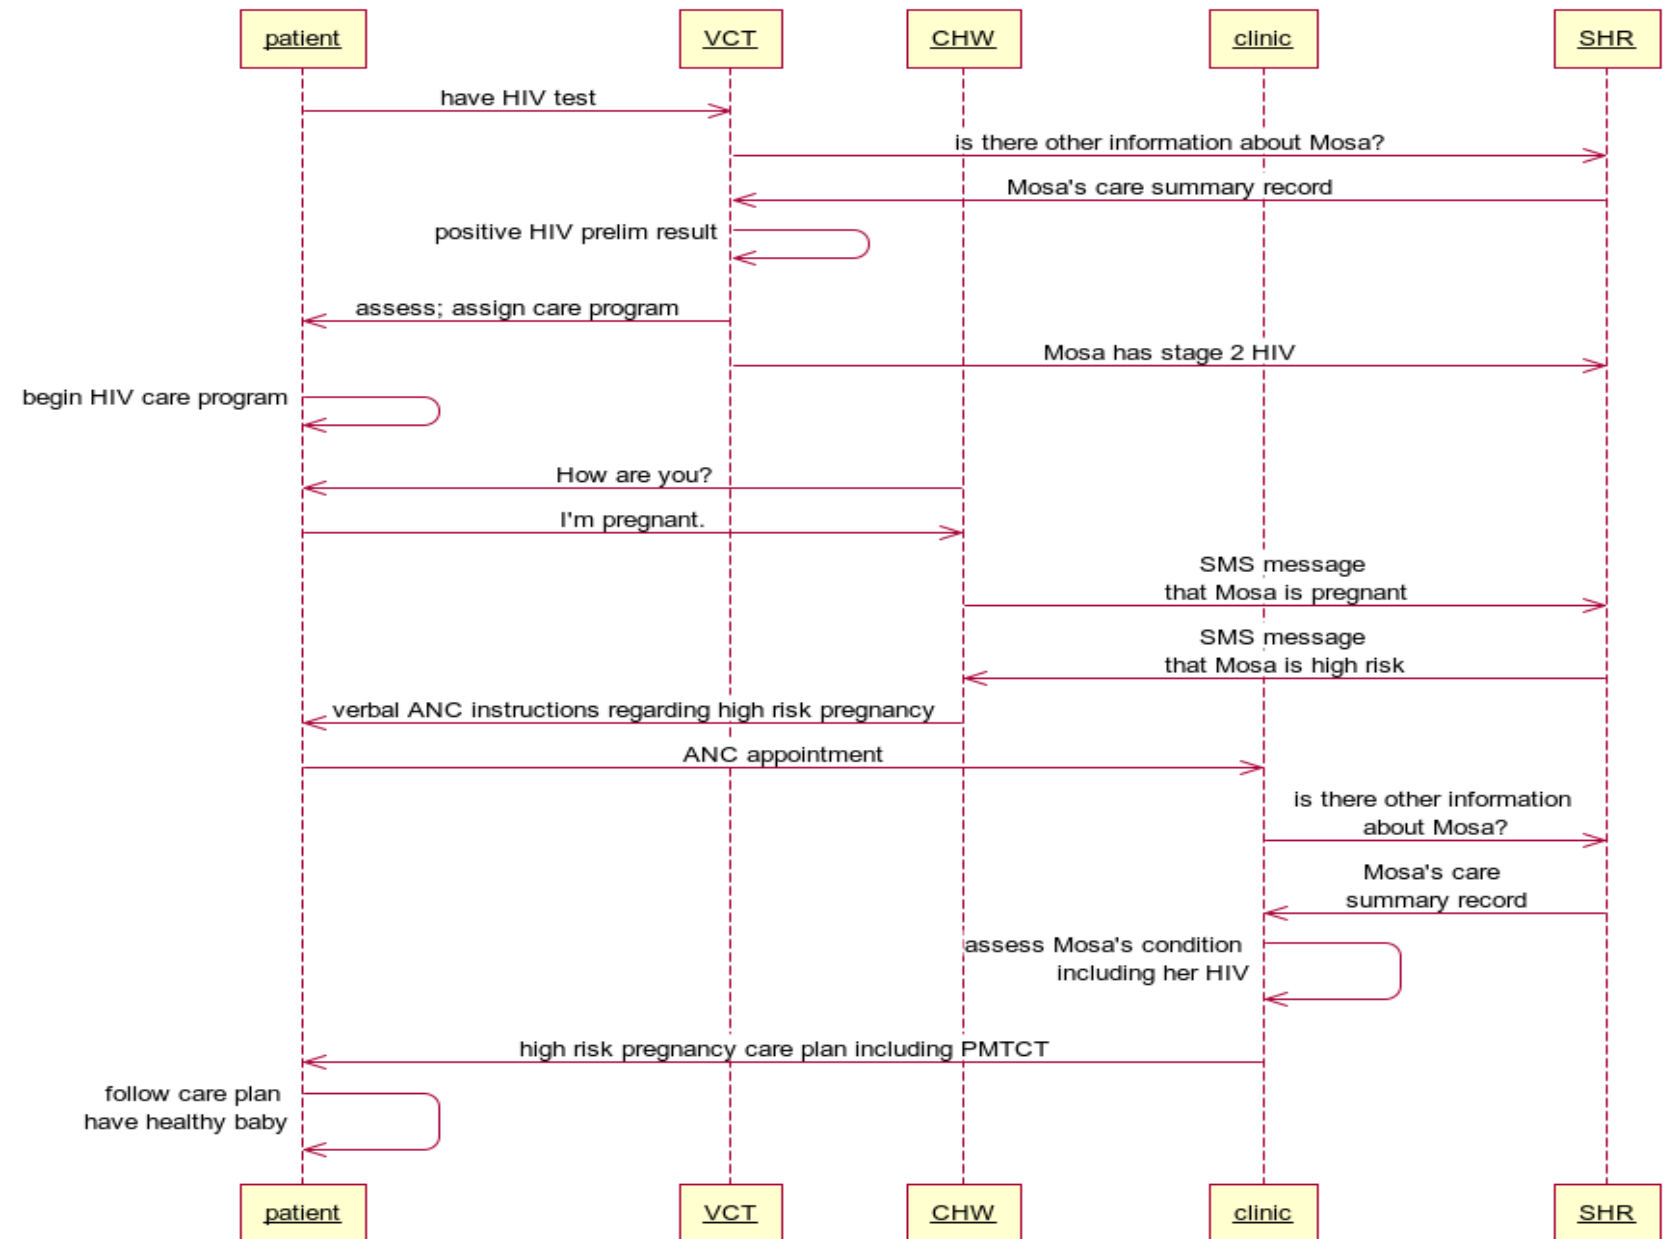 patient
VCT
CHW
clinic
SHR
have HIV test
is there other information about Mosa?
Mosa's care summary record
positive HIV prelim result
assess; assign care program
Mosa has stage 2 HIV
begin HIV care program
How are you?
I'm pregnant.
SMS message
that Mosa is pregnant
SMS message
that Mosa is high risk
verbal ANC instructions regarding high risk pregnancy
ANC appointment
is there other information
about Mosa?
Mosa's care
summary record
assess Mosa's condition
including her HIV
high risk pregnancy care plan including PMTCT
follow care plan
have healthy baby
patient
VCT
CHW
clinic
SHR